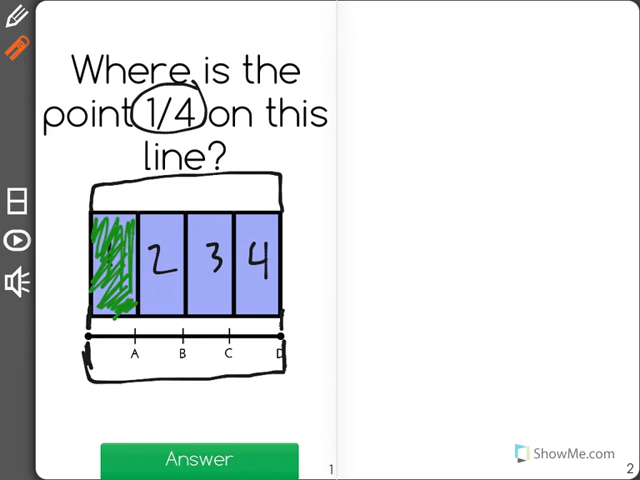 Where is the
point 1/4 on this
line?
2 3 4
A B C D
Answer
1
ShowMe.com
2